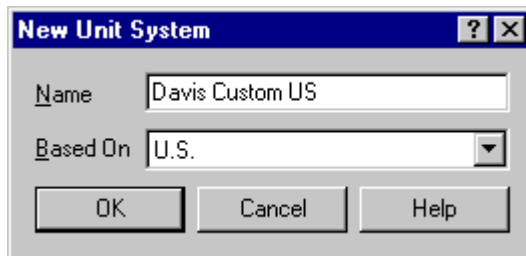 New Unit System
Name Davis Custom US
Based On U.S.
OK Cancel Help